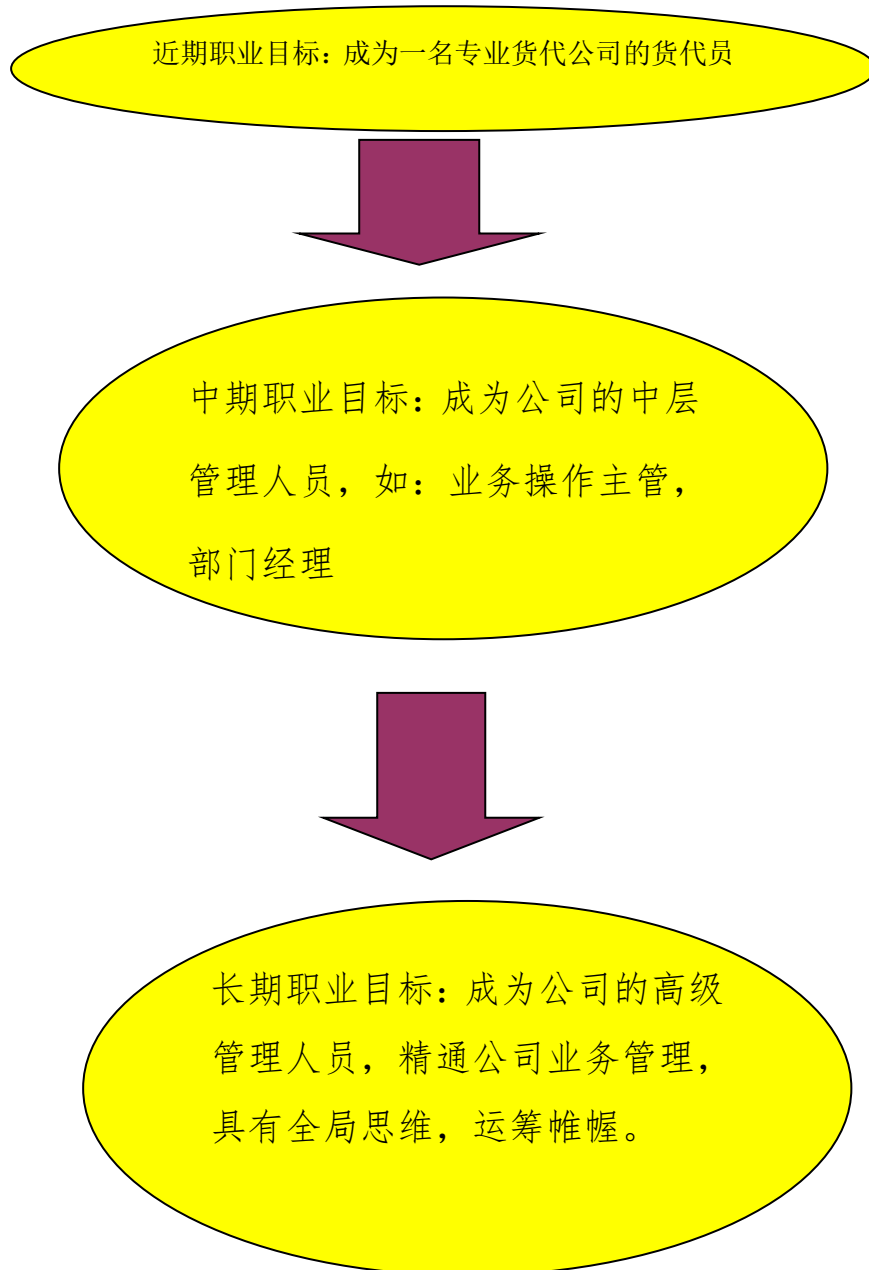 近期职业目标：成为一名专业货代公司的货代员
中期职业目标：成为公司的中层
管理人员，如：业务操作主管，
部门经理
长期职业目标：成为公司的高级
管理人员，精通公司业务管理，
具有全局思维，运筹帷幄。